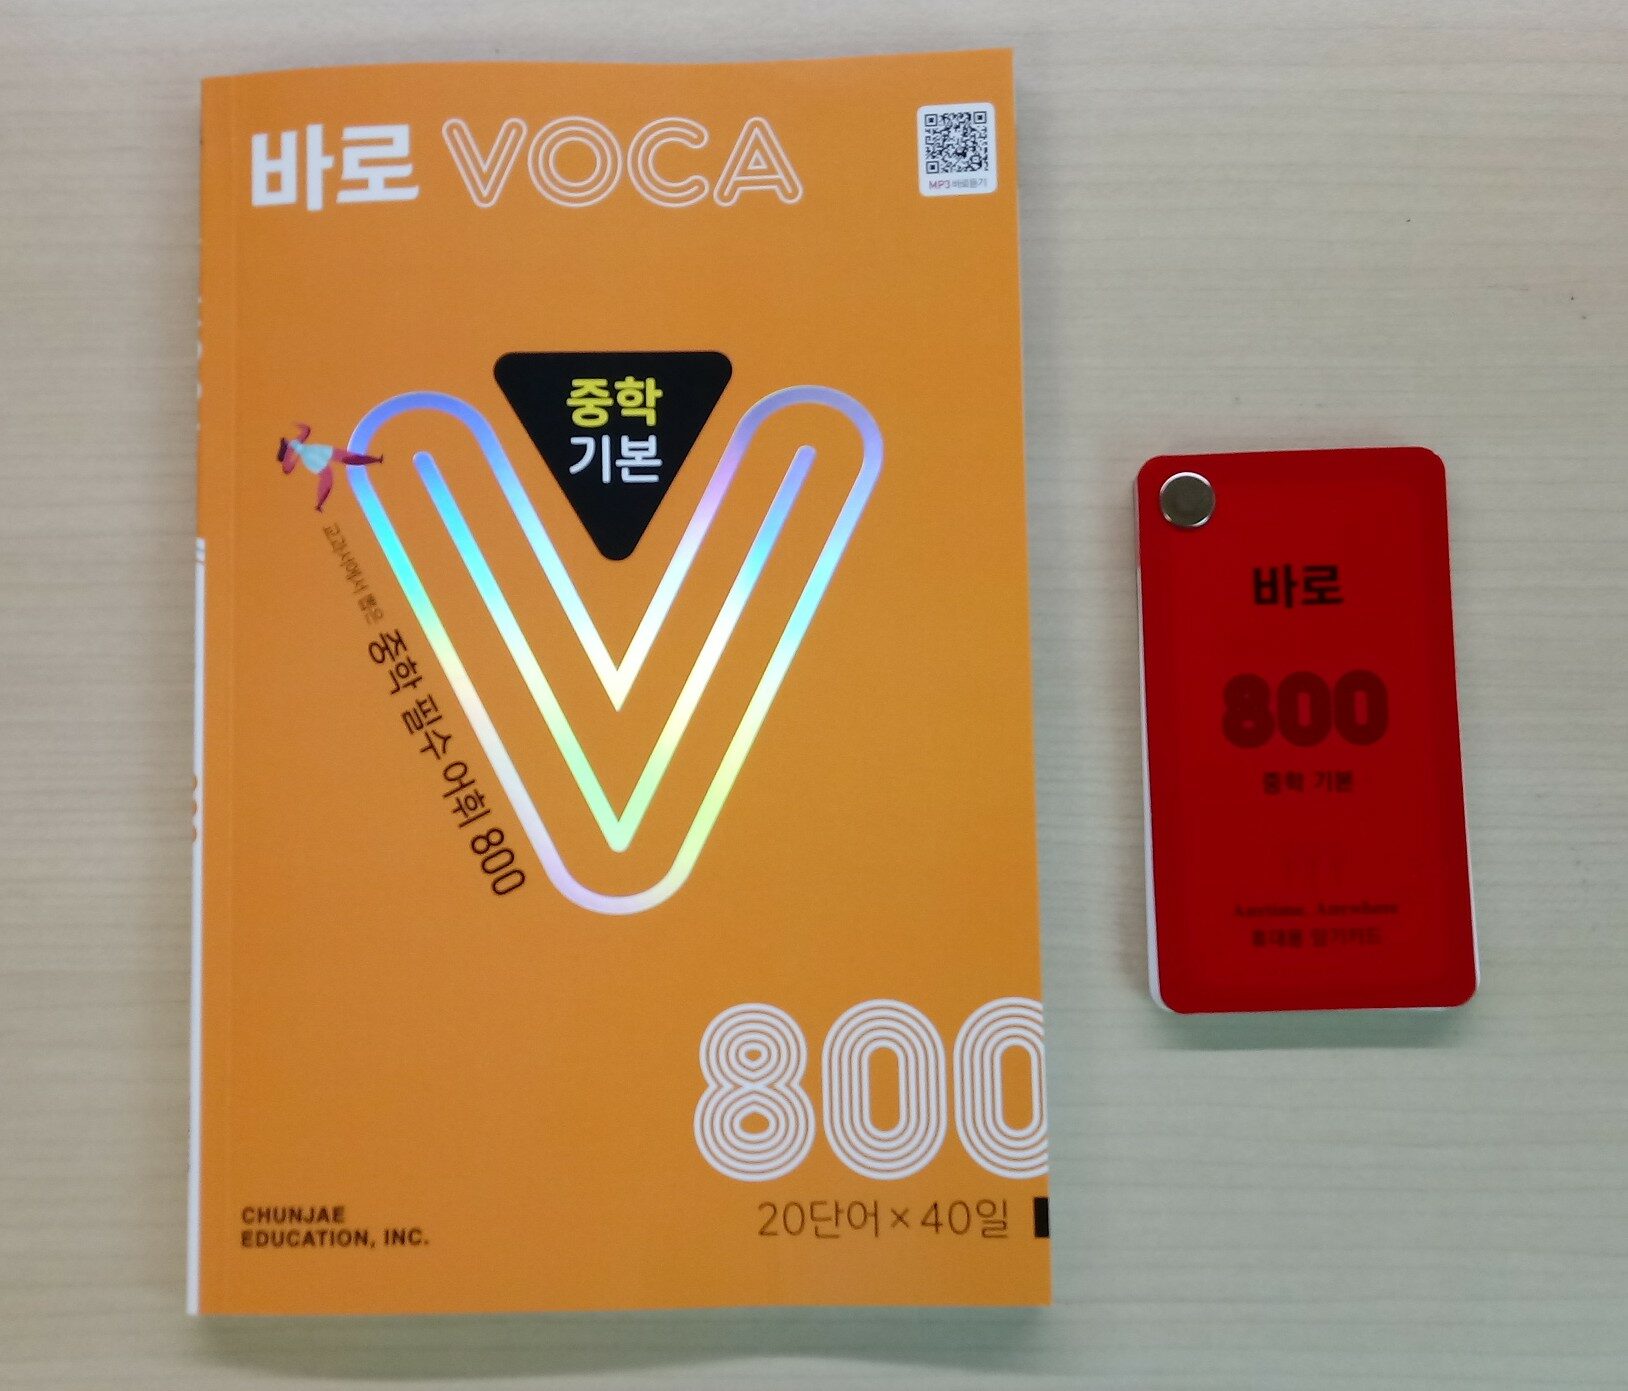 바로 VOCA
MP3 바로듣기
중학
기본
교과서에서 뽑은 중학 필수 어휘 800
800
20단어×40일
CHUNJAE
EDUCATION, INC.
바로
800
중학 기본
Anytime, Anywhere
휴대용 암기카드